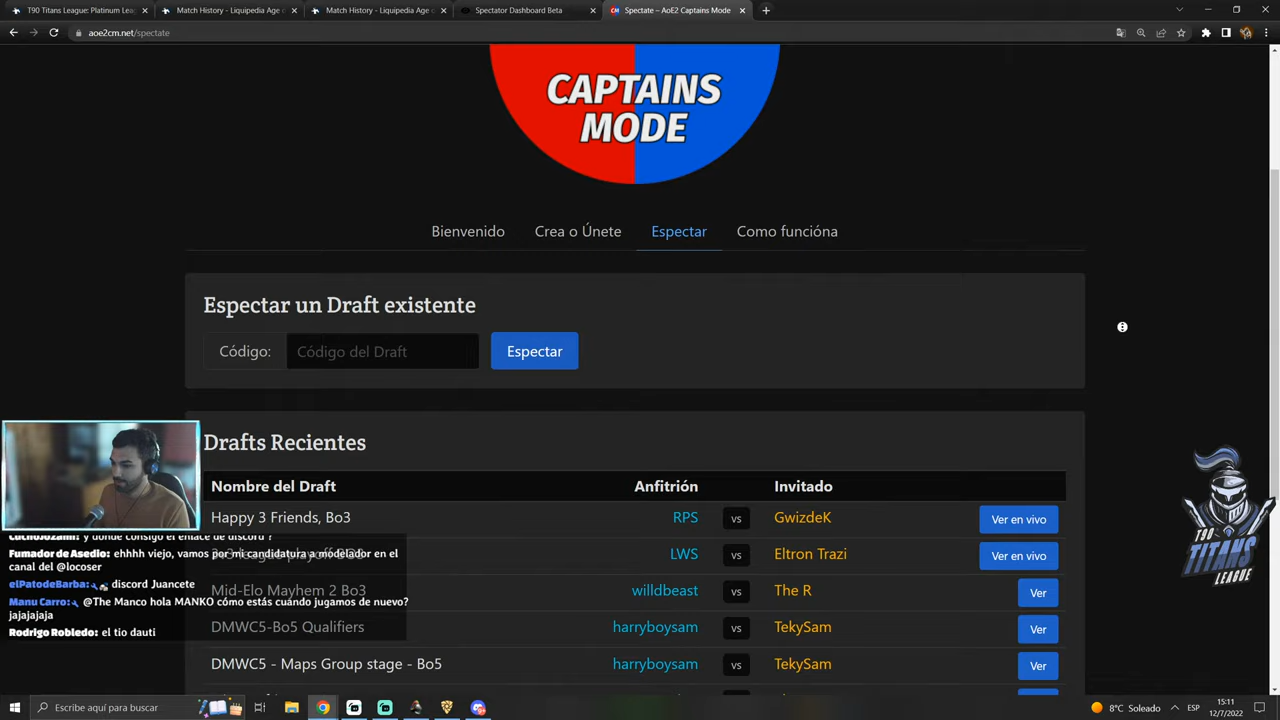 T90 Titans League: Platinum Leag
Match History - Liquipedia Age o
Match History - Liquipedia Age o
Spectator Dashboard Beta
Spectate – AoE2 Captains Mode
aoe2cm.net/spectate
CAPTAINS
MODE
Bienvenido
Crea o Únete
Espectar
Como funcióna
Espectar un Draft existente
Código:
Código del Draft
Espectar
Drafts Recientes
Nombre del Draft
Anfitrión
Invitado
Happy 3 Friends, Bo3
RPS
vs
GwizdeK
Ver en vivo
LWS
vs
Eltron Trazi
Ver en vivo
Mid-Elo Mayhem 2 Bo3
willdbeast
vs
The R
Ver
DMWC5-Bo5 Qualifiers
harryboysam
vs
TekySam
Ver
DMWC5 - Maps Group stage - Bo5
harryboysam
vs
TekySam
Ver
y donde consigo el enlace de discord ?
Fumador de Asedio: ehhhh viejo, vamos por mi candidatura a modelador en el
canal del @locoser
elPatodeBarba: discord Juancete
Manu Carro: @The Manco hola MANKO cómo estás cuándo jugamos de nuevo?
jajajajaja
Rodrigo Robledo: el tio dauti
T90
TITANS
LEAGUE
Escribe aquí para buscar
8°C Soleado
ESP
15:11
12/7/2022